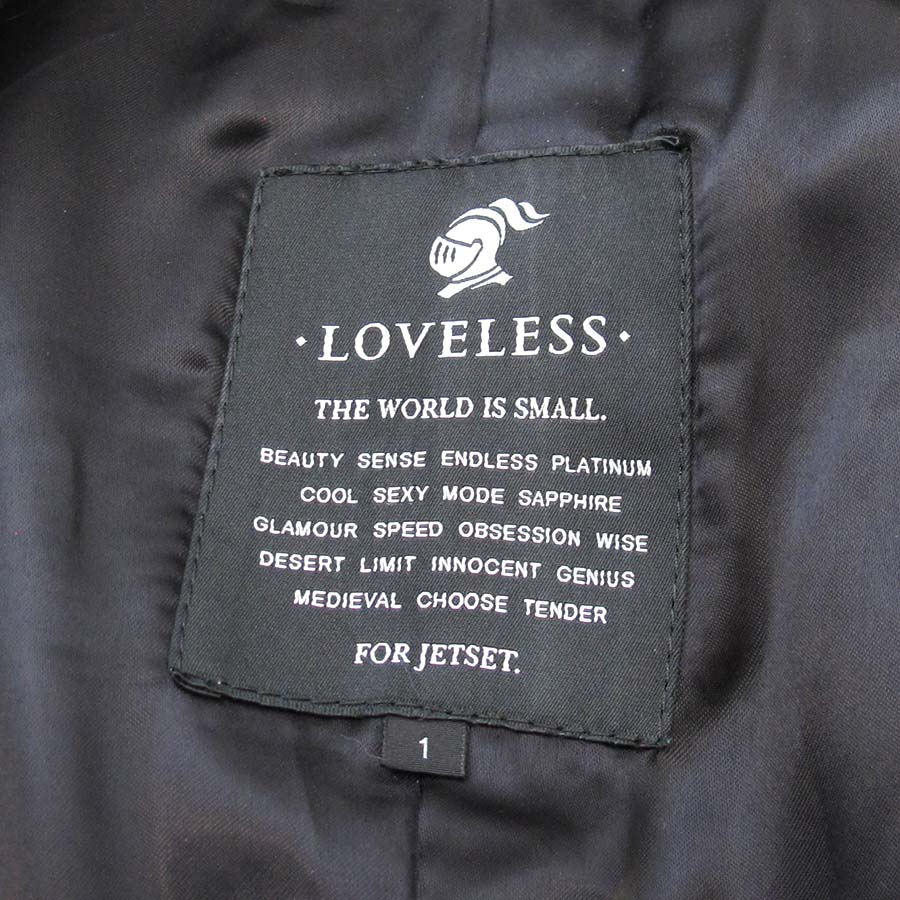 · LOVELESS ·
THE WORLD IS SMALL.
BEAUTY SENSE ENDLESS PLATINUM
COOL SEXY MODE SAPPHIRE
GLAMOUR SPEED OBSESSION WISE
DESERT LIMIT INNOCENT GENIUS
MEDIEVAL CHOOSE TENDER
FOR JETSET.
1